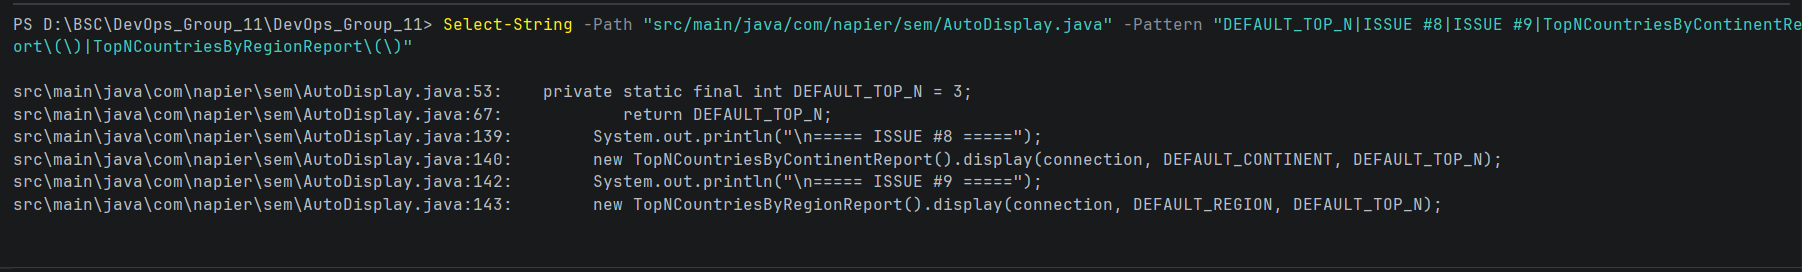 PS D:\BSC\DevOps_Group_11\DevOps_Group_11> Select-String -Path "src/main/java/com/napier/sem/AutoDisplay.java" -Pattern "DEFAULT_TOP_N|ISSUE #8|ISSUE #9|TopNCountriesByContinentRe
ort\(\)|TopNCountriesByRegionReport\(\)"
src\main\java\com\napier\sem\AutoDisplay.java:53:    private static final int DEFAULT_TOP_N = 3;
src\main\java\com\napier\sem\AutoDisplay.java:67:            return DEFAULT_TOP_N;
src\main\java\com\napier\sem\AutoDisplay.java:139:        System.out.println("\n===== ISSUE #8 =====");
src\main\java\com\napier\sem\AutoDisplay.java:140:        new TopNCountriesByContinentReport().display(connection, DEFAULT_CONTINENT, DEFAULT_TOP_N);
src\main\java\com\napier\sem\AutoDisplay.java:142:        System.out.println("\n===== ISSUE #9 =====");
src\main\java\com\napier\sem\AutoDisplay.java:143:        new TopNCountriesByRegionReport().display(connection, DEFAULT_REGION, DEFAULT_TOP_N);